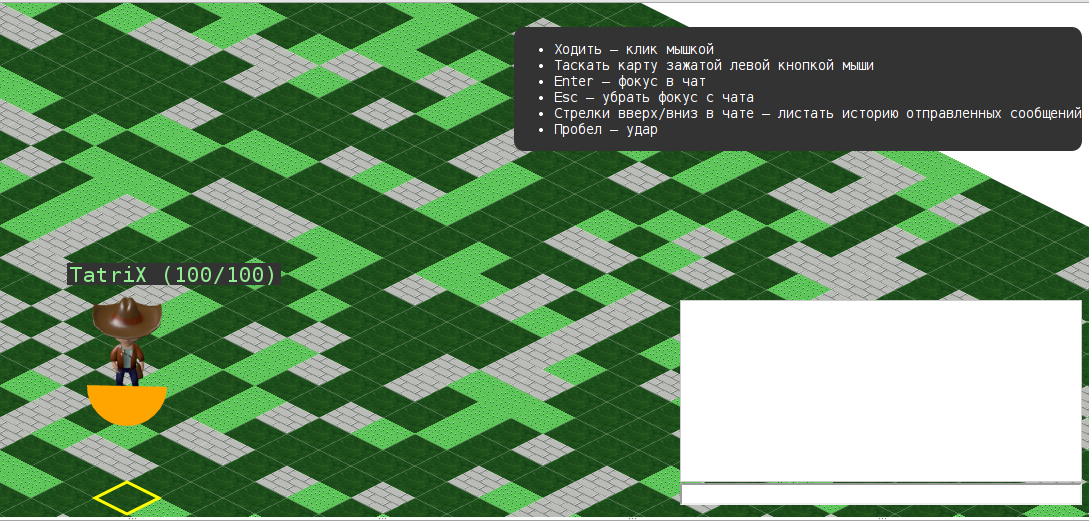 Ходить — клик мышкой
Таскать карту зажатой левой кнопкой мыши
Enter — фокус в чат
Esc — убрать фокус с чата
Стрелки вверх/вниз в чате — листать историю отправленных сообщений
Пробел — удар
TatriX (100/100)